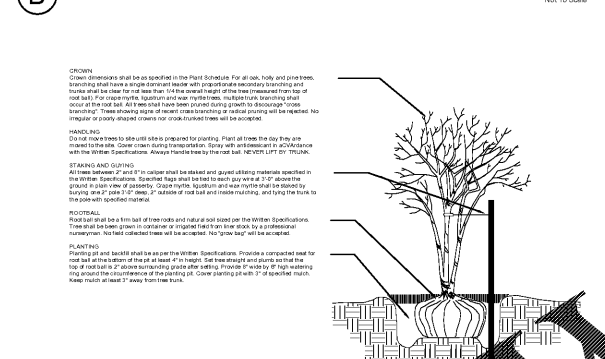 B
Not To Scale
CROWN
Crown dimensions shall be as specified in the Plant Schedule. For all oak, holly and pine trees,
branching shall have a single dominant leader with proportionate secondary branching and
trunks shall be clear for not less than 1/4 the overall height of the tree (measured from top of
root ball). For crape myrtle, ligustrum and wax myrtle trees, multiple trunk branching shall
occur at the root ball. All trees shall have been pruned during growth to discourage "cross
branching". Trees showing signs of recent cross branching or radical pruning will be rejected. No
irregular or poorly-shaped crowns nor crook-trunked trees will be accepted.
HANDLING
Do not move trees to site until site is prepared for planting. Plant all trees the day they are
moved to the site. Cover crown during transportation. Spray with antidessicant in aCVArdance
with the Written Specifications. Always Handle tree by the root ball. NEVER LIFT BY TRUNK.
STAKING AND GUYING
All trees between 2" and 8" in caliper shall be staked and guyed utilizing materials specified in
the Written Specifications. Specified flags shall be tied to each guy wire at 3'-0" above the
ground in plain view of passerby. Crape myrtle, ligustrum and wax myrtle shall be staked by
burying one 2" pole 3'-0" deep, 2" outside of root ball and inside mulching, and tying the trunk to
the pole with specified material.
ROOTBALL
Root ball shall be a firm ball of tree roots and natural soil sized per the Written Specifications.
Tree shall be grown in container or irrigated field from liner stock by a professional
nurseryman. No field collected trees will be accepted. No "grow bag" will be accepted.
PLANTING
Planting pit and backfill shall be as per the Written Specifications. Provide a compacted seat for
root ball at the bottom of the pit at least 4" in height. Set tree straight and plumb so that the
top of root ball is 2" above surrounding grade after setting. Provide 6" wide by 6" high watering
ring around the circumference of the planting pit. Cover planting pit with 3" of specified mulch.
Keep mulch at least 3" away from tree trunk.